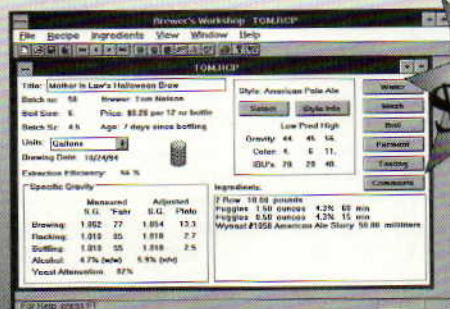 Brewer's Workshop TOM.RCP
File Recipe Ingredients View Window Help
TOM.RCP
Title: Mother In Law's Halloween Brew
Batch no: 58 Brewer: Tom Nelson
Boil Size: 6. Price: $0.28 per 12 oz bottle
Batch Sz: 4.5 Age: 7 days since bottling
Units: Gallons
Brewing Date: 10/24/94
Extraction Efficiency: 56 %
Style: American Pale Ale
Select Style Info
Low Pred High
Gravity: 44. 45. 56.
Color: 4. 6 11.
IBU's: 20. 28 40.
Water
Mash
Boil
Ferment
Tasting
Comments
Specific Gravity
Measured Adjusted
S.G. °Fahr S.G. Plato
Brewing: 1.052 77 1.054 13.3
Racking: 1.010 65 1.010 2.7
Bottling: 1.010 55 1.010 2.5
Alcohol: 4.7% (w/w) 5.9% (v/v)
Yeast Attenuation: 82%
Ingredients:
2 Row 10.00 pounds
Fuggles 1.50 ounces 4.3% 60 min
Fuggles 0.50 ounces 4.3% 15 min
Wyeast #1056 American Ale Slurry 50.00 milliliters
For Help, press F1